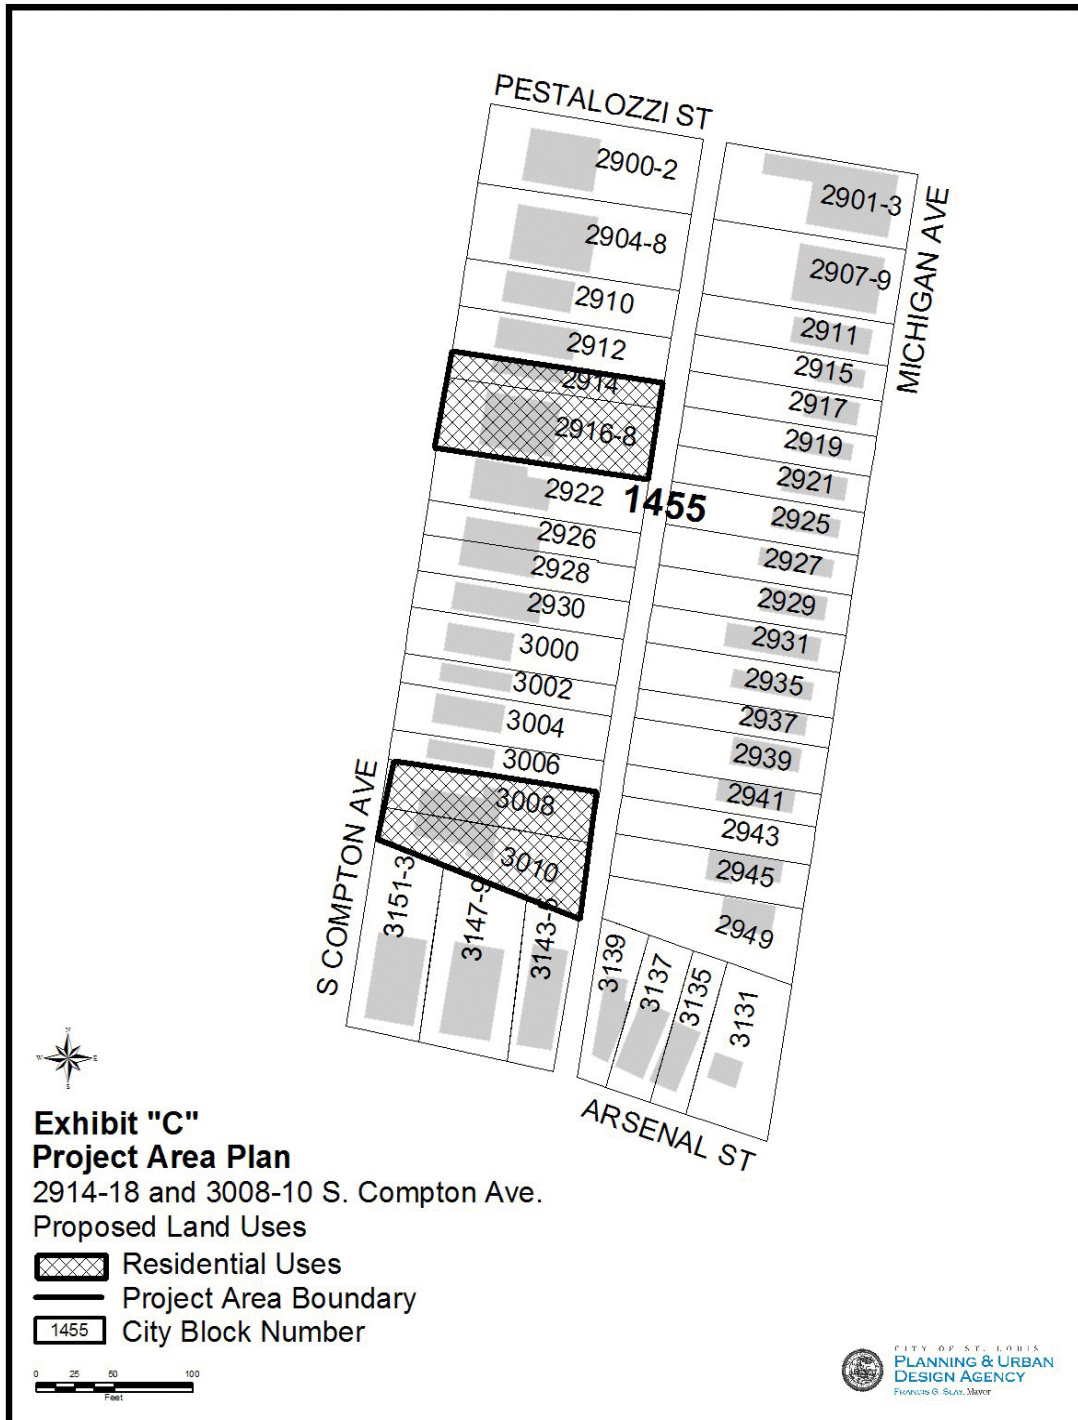 PESTALOZZI ST
2900-2
2904-8
2910
2912
2914
2916-8
2922
1455
2926
2928
2930
3000
3002
3004
3006
3008
3010
3151-3
3147-9
S COMPTON AVE
2901-3
2907-9
2911
2915
2917
2919
2921
2925
2927
2929
2931
2935
2937
2939
2941
2943
2945
2949
MICHIGAN AVE
3139
3137
3135
3131
ARSENAL ST
N
W
E
S
Exhibit "C"
Project Area Plan
2914-18 and 3008-10 S. Compton Ave.
Proposed Land Uses
Residential Uses
Project Area Boundary
1455 City Block Number
0 25 50 100
Feet
CITY OF ST. LOUIS
PLANNING & URBAN
DESIGN AGENCY
FRANCIS G. SLAY, Mayor